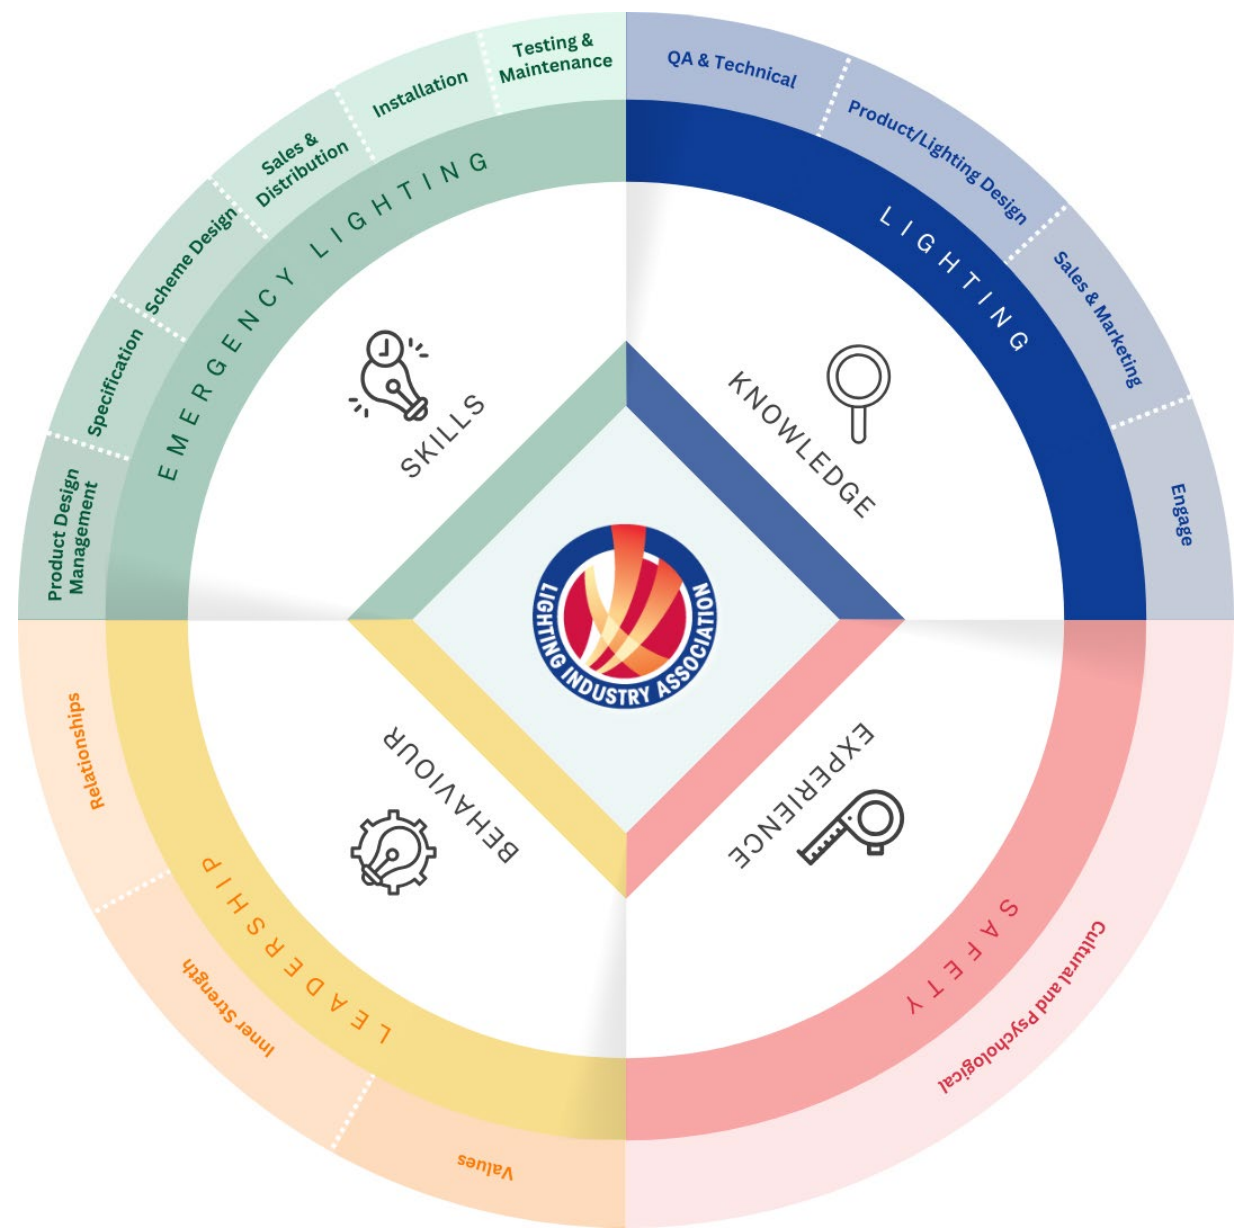 Testing &
Maintenance
Installation
Sales &
Distribution
Scheme Design
Specification
Product Design
Management
EMERGENCY LIGHTING
SKILLS
QA & Technical
Product/Lighting Design
Sales & Marketing
Engage
LIGHTING
KNOWLEDGE
LIGHTING INDUSTRY ASSOCIATION
EXPERIENCE
SAFETY
Cultural and Psychological
BEHAVIOUR
LEADERSHIP
Relationships
Inner Strength
Values